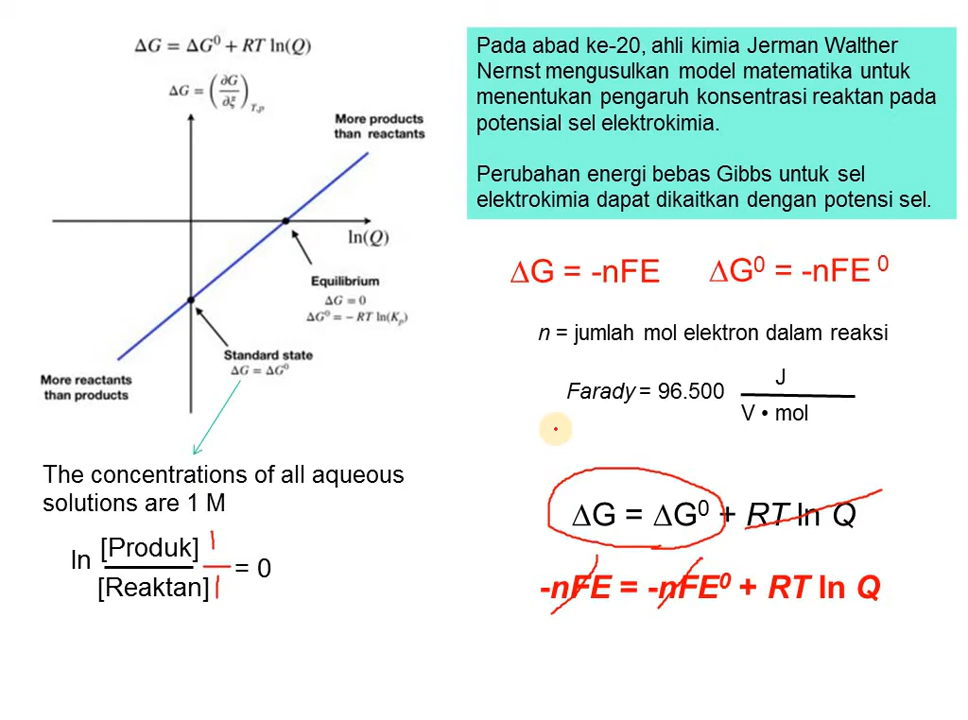 ΔG = ΔG⁰ + RT ln(Q)
ΔG = (∂G/∂ξ)T,p
More products
than reactants
ln(Q)
Equilibrium
ΔG = 0
ΔG⁰ = − RT ln(Kp)
Standard state
ΔG = ΔG⁰
More reactants
than products
The concentrations of all aqueous
solutions are 1 M
ln [Produk] 1
[Reaktan] 1
= 0
Pada abad ke-20, ahli kimia Jerman Walther
Nernst mengusulkan model matematika untuk
menentukan pengaruh konsentrasi reaktan pada
potensial sel elektrokimia.
Perubahan energi bebas Gibbs untuk sel
elektrokimia dapat dikaitkan dengan potensi sel.
ΔG = -nFE ΔG⁰ = -nFE ⁰
n = jumlah mol elektron dalam reaksi
Farady = 96.500 J
V • mol
ΔG = ΔG⁰ + RT ln Q
-nFE = -nFE⁰ + RT ln Q